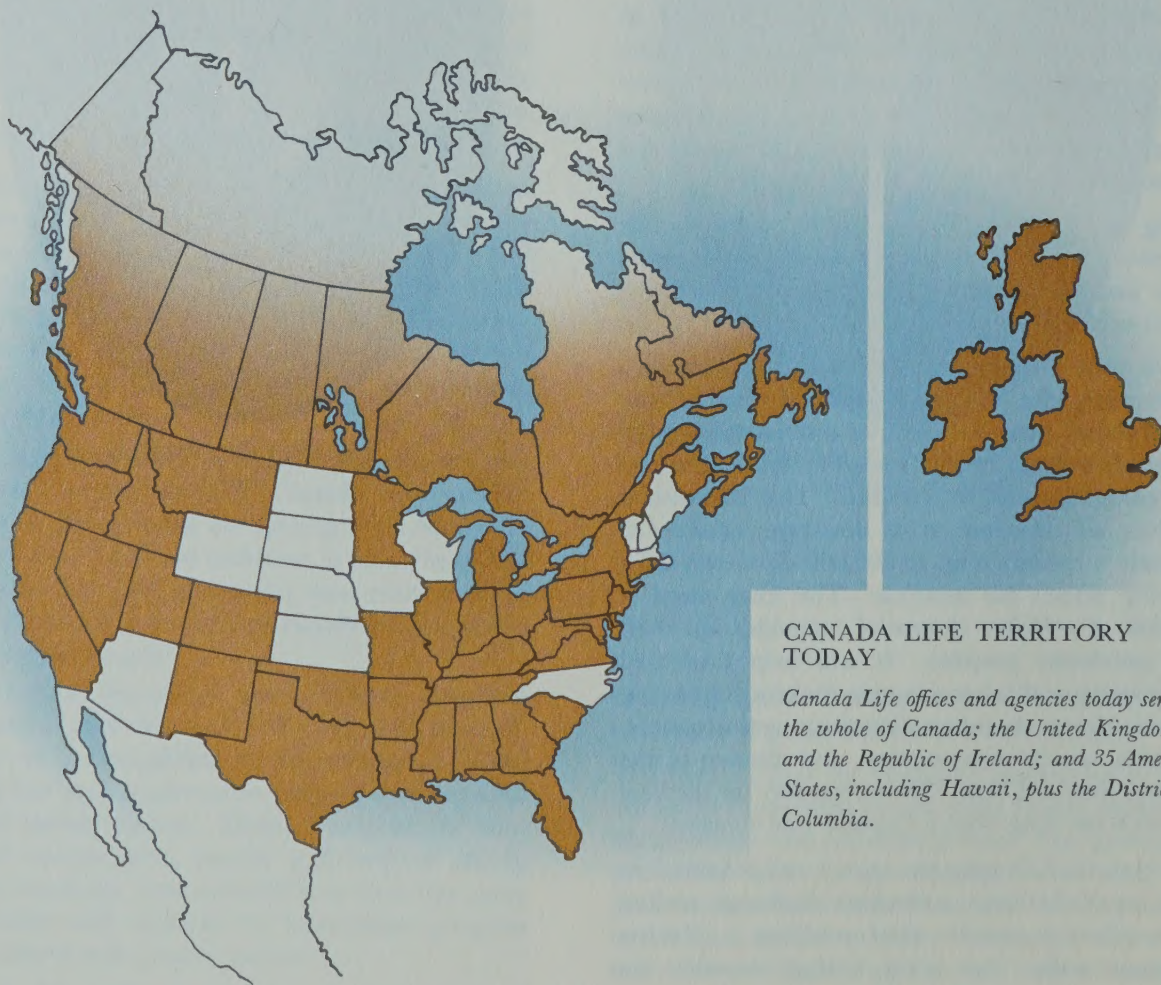 CANADA LIFE TERRITORY
TODAY
Canada Life offices and agencies today ser
the whole of Canada; the United Kingdo
and the Republic of Ireland; and 35 Ame
States, including Hawaii, plus the Distri
Columbia.